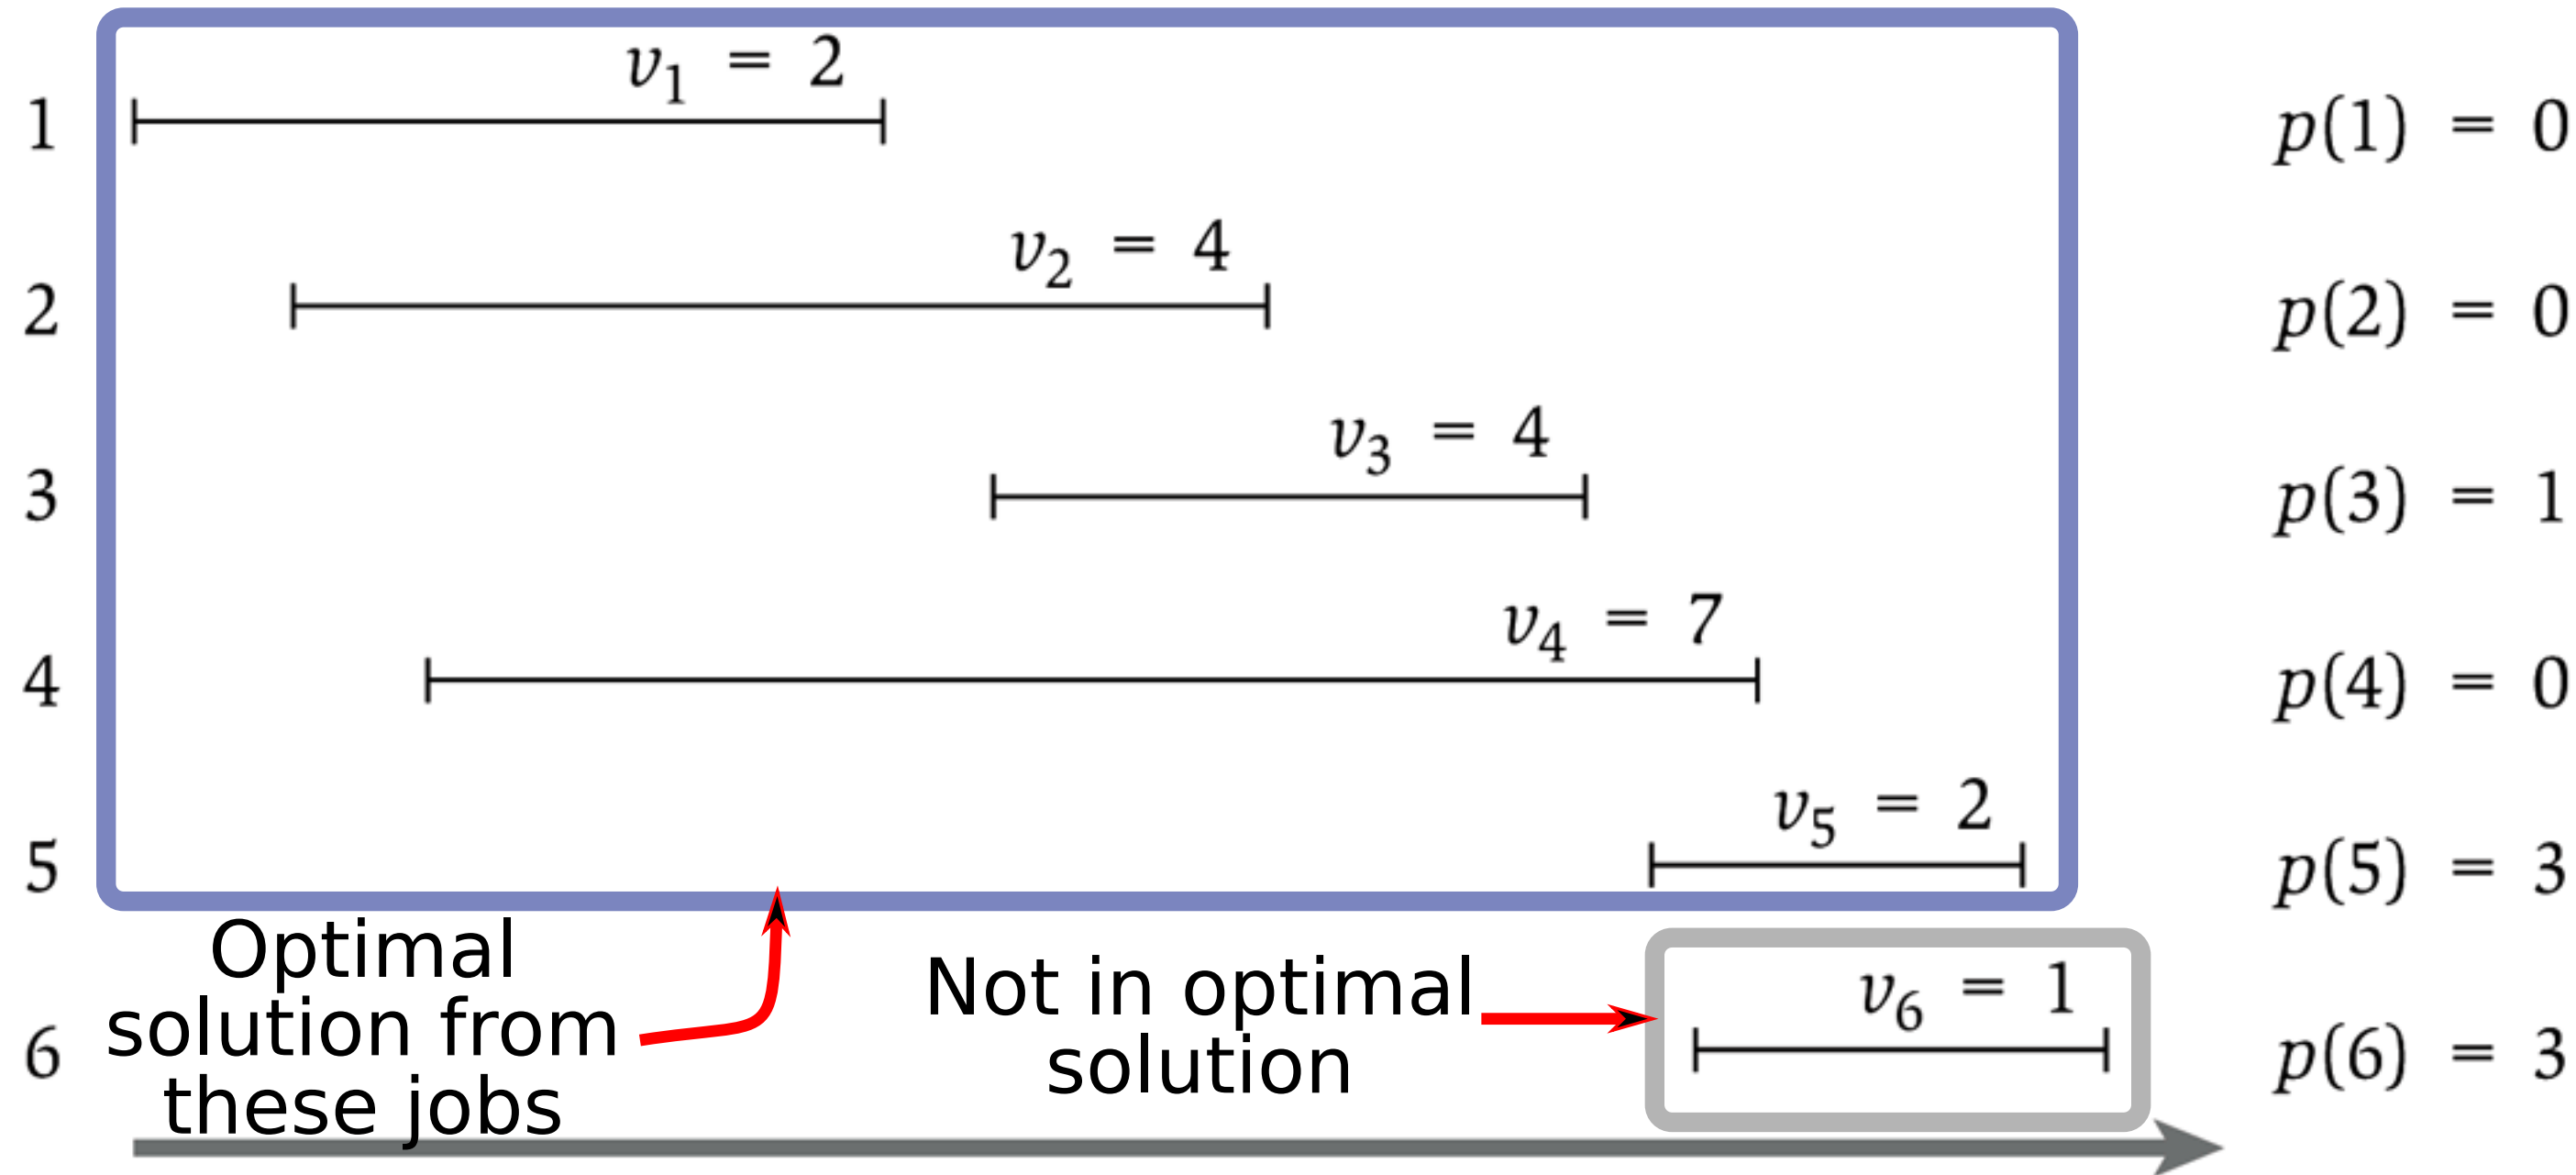 v1 = 2
1
p(1) = 0
v2 = 4
2
p(2) = 0
v3 = 4
3
p(3) = 1
v4 = 7
4
p(4) = 0
v5 = 2
5
p(5) = 3
Optimal
solution from
these jobs
Not in optimal
solution
v6 = 1
6
p(6) = 3